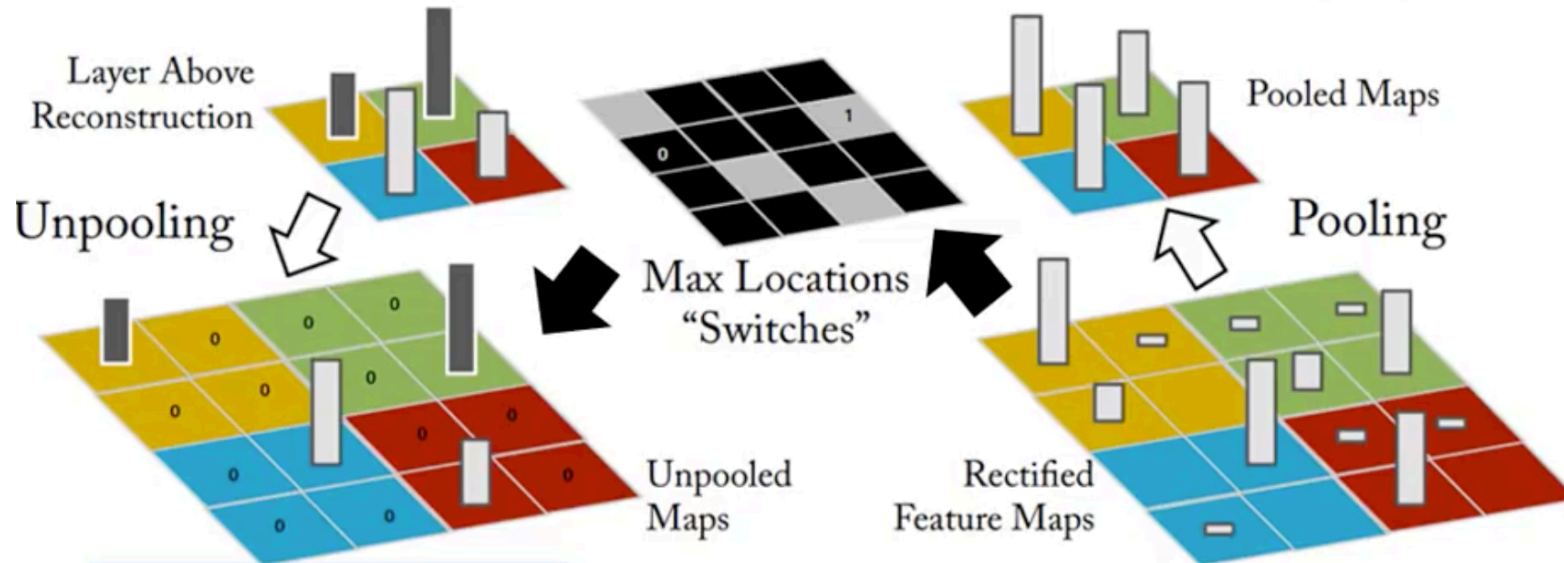 Layer Above
Reconstruction
Pooled Maps
1
0
Unpooling
Pooling
Max Locations
“Switches”
0
0
0
0
0
0
0
0
0
0
0
0
Unpooled
Maps
Rectified
Feature Maps